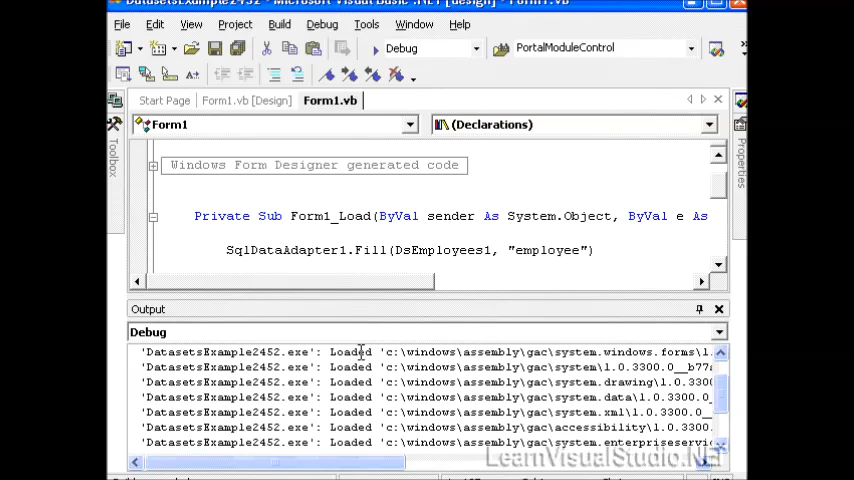 DatasetsExample2452 - Microsoft Visual Basic .NET [design] - Form1.vb
File Edit View Project Build Debug Tools Window Help
Debug PortalModuleControl
Start Page Form1.vb [Design] Form1.vb
Form1 (Declarations)
Toolbox
Properties
Windows Form Designer generated code
Private Sub Form1_Load(ByVal sender As System.Object, ByVal e As
SqlDataAdapter1.Fill(DsEmployees1, "employee")
Output
Debug
'DatasetsExample2452.exe': Loaded 'c:\windows\assembly\gac\system.windows.forms\1.
'DatasetsExample2452.exe': Loaded 'c:\windows\assembly\gac\system\1.0.3300.0__b77a
'DatasetsExample2452.exe': Loaded 'c:\windows\assembly\gac\system.drawing\1.0.3300
'DatasetsExample2452.exe': Loaded 'c:\windows\assembly\gac\system.data\1.0.3300.0_
'DatasetsExample2452.exe': Loaded 'c:\windows\assembly\gac\system.xml\1.0.3300.0__
'DatasetsExample2452.exe': Loaded 'c:\windows\assembly\gac\accessibility\1.0.3300.
'DatasetsExample2452.exe': Loaded 'c:\windows\assembly\gac\system.enterpriseservic
LearnVisualStudio.NET